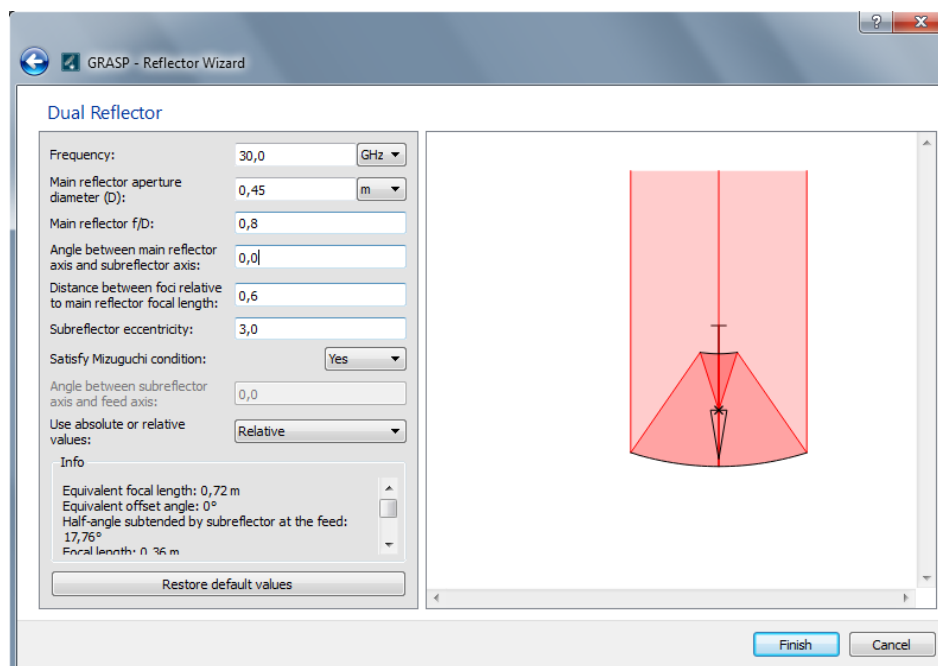 ?
x
GRASP - Reflector Wizard
Dual Reflector
Frequency:
30,0
GHz
Main reflector aperture
diameter (D):
0,45
m
Main reflector f/D:
0,8
Angle between main reflector
axis and subreflector axis:
0,0
Distance between foci relative
to main reflector focal length:
0,6
Subreflector eccentricity:
3,0
Satisfy Mizuguchi condition:
Yes
Angle between subreflector
axis and feed axis:
0,0
Use absolute or relative
values:
Relative
Info
Equivalent focal length: 0,72 m
Equivalent offset angle: 0°
Half-angle subtended by subreflector at the feed:
17,76°
Focal length: 0,36 m
Restore default values
Finish
Cancel